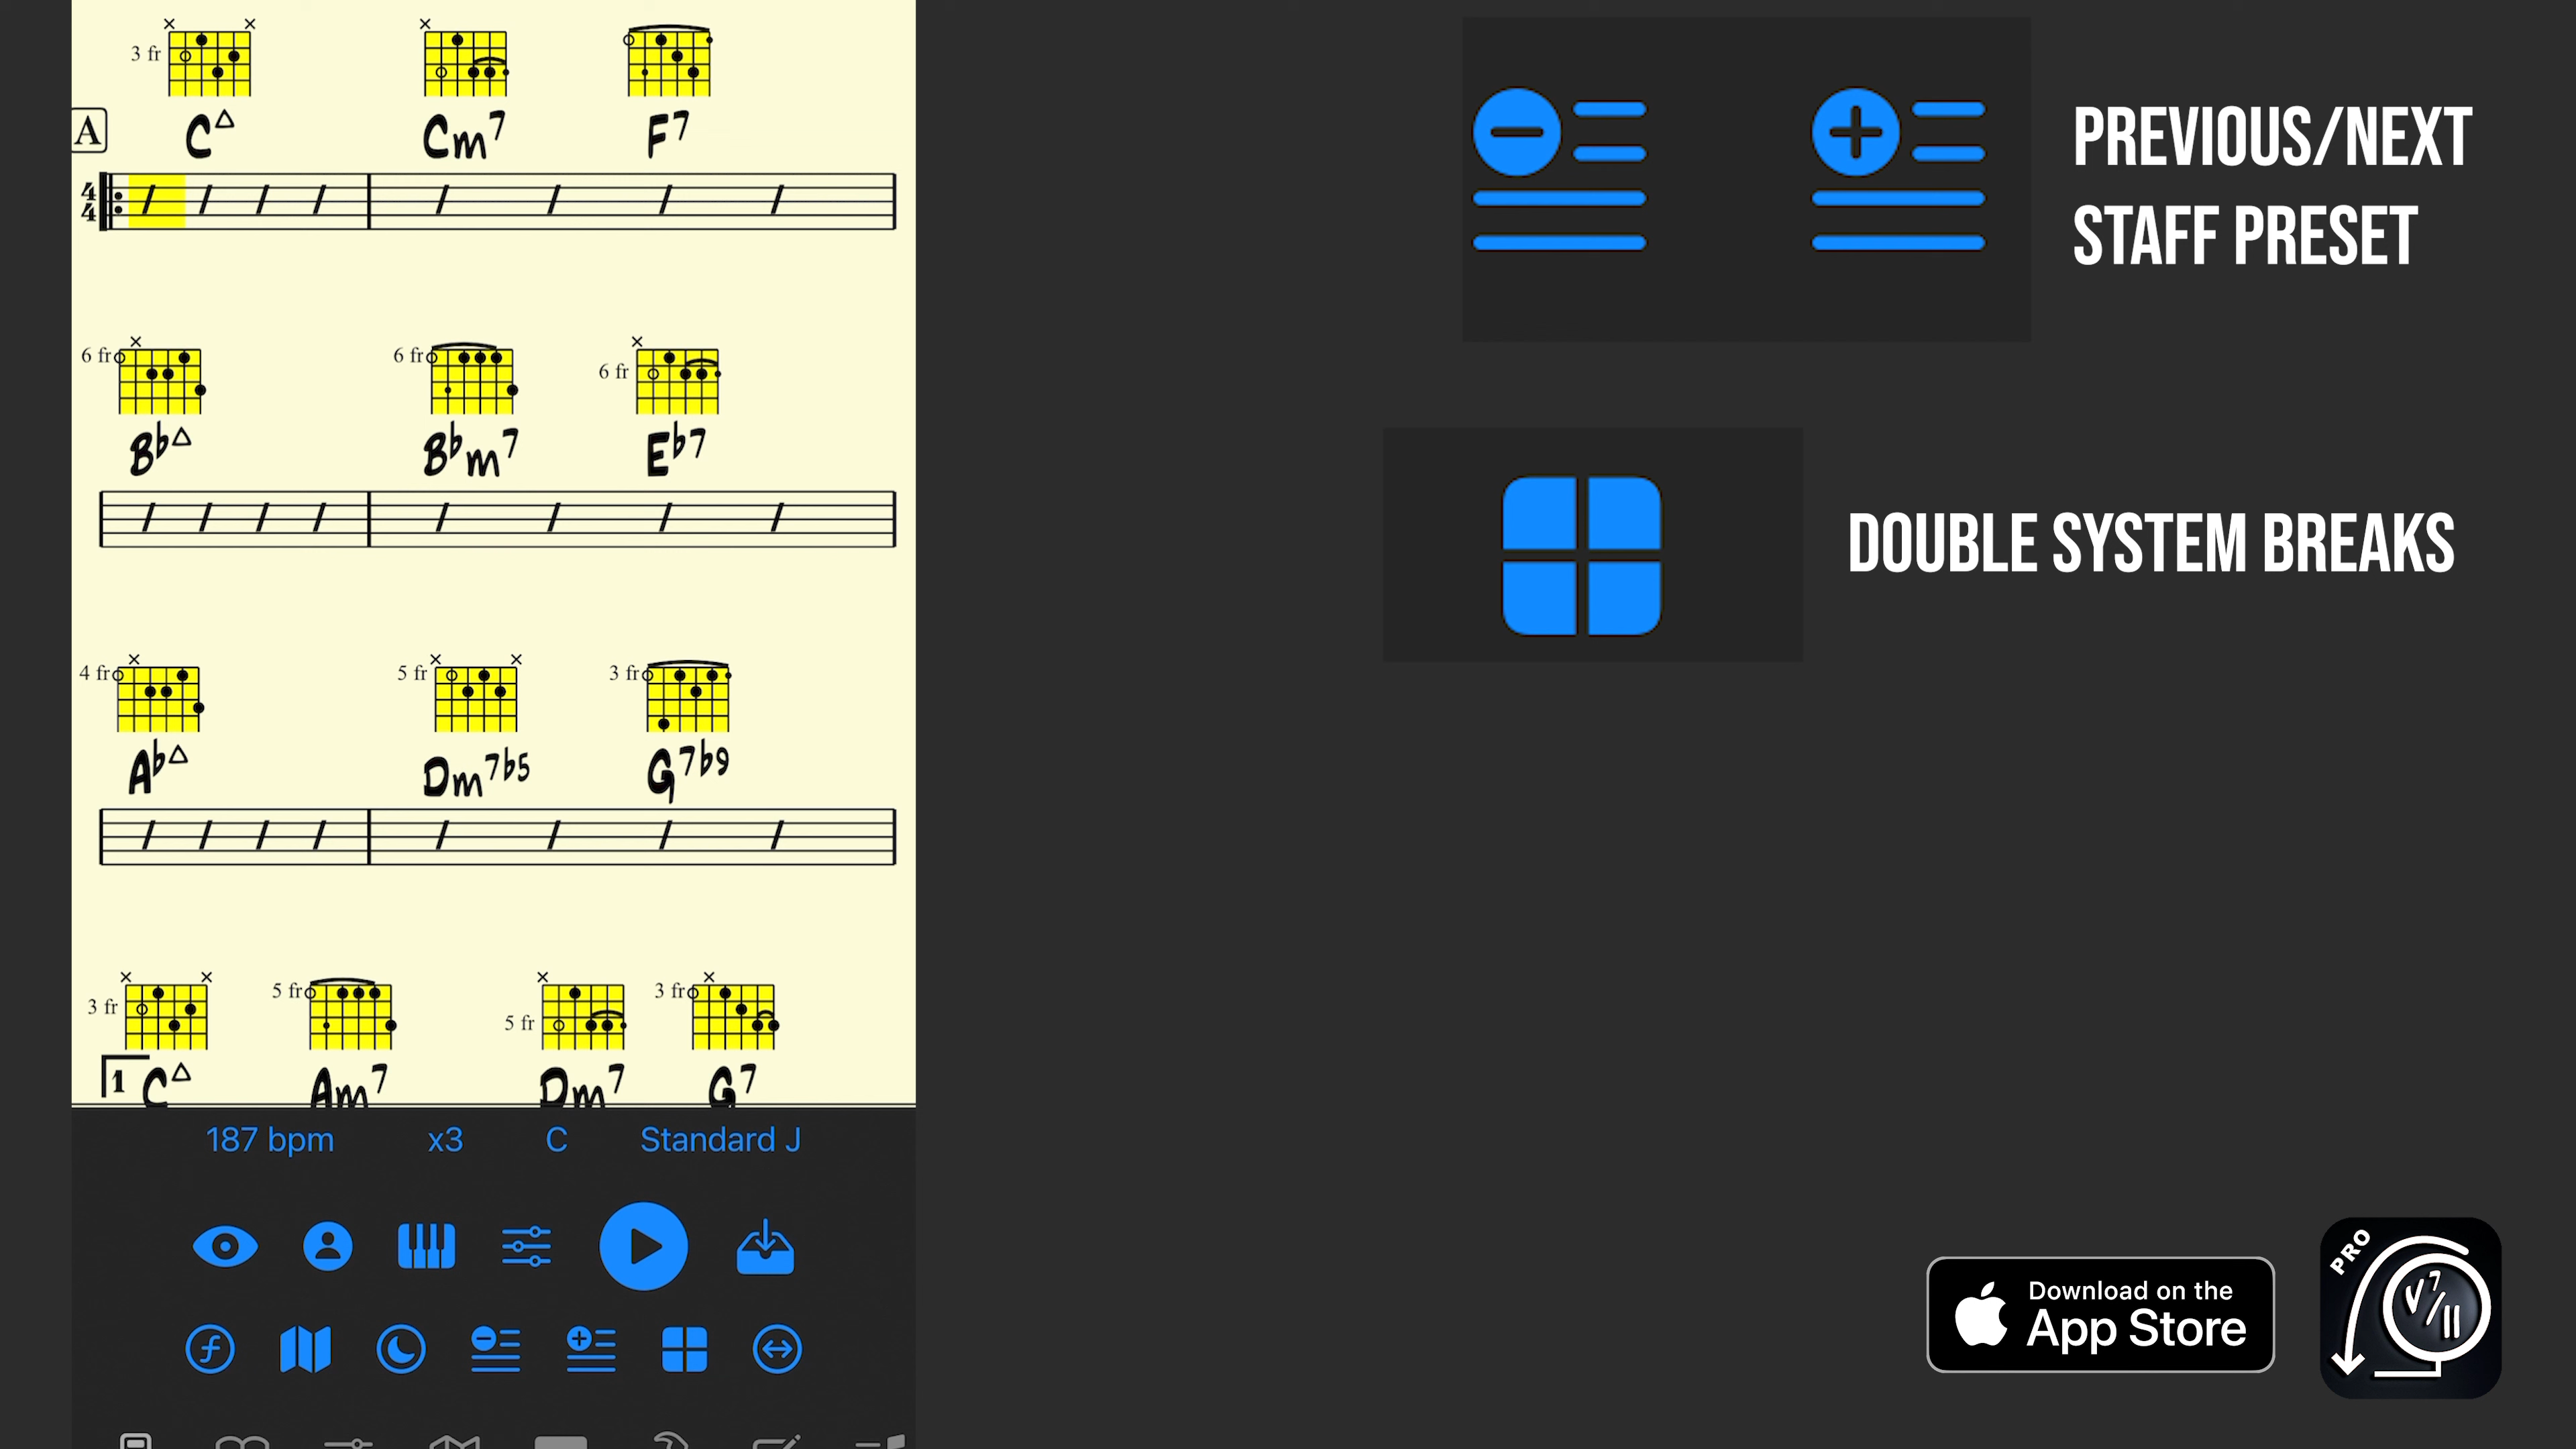 3 fr
A C△ Cm7 F7
4
4
6 fr 6 fr 6 fr
B♭△ B♭m7 E♭7
4 fr 5 fr 3 fr
A♭△ Dm7♭5 G7♭9
3 fr 5 fr 5 fr 3 fr
1 C△ Am7 Dm7 G7
187 bpm x3 C Standard J
PREVIOUS/NEXT
STAFF PRESET
DOUBLE SYSTEM BREAKS
Download on the
App Store
PRO
V7/II